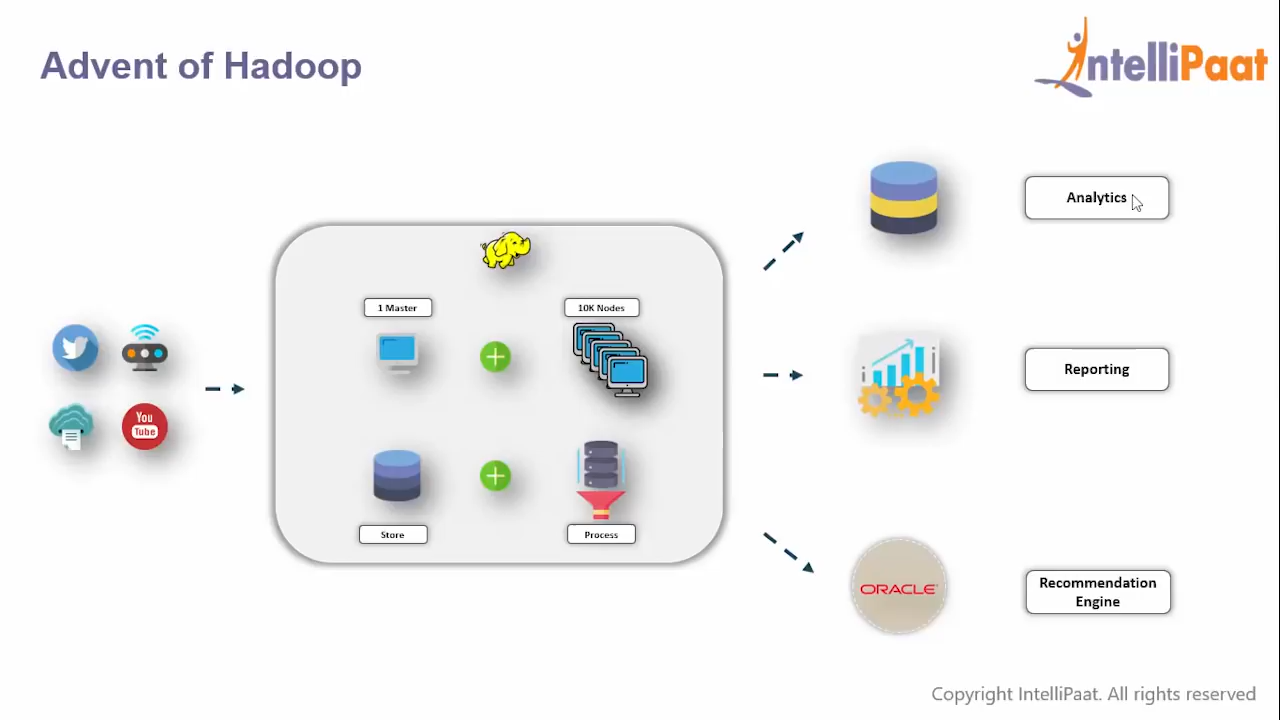 Advent of Hadoop
IntelliPaat
Analytics
1 Master
10K Nodes
Reporting
You
Tube
Store
Process
ORACLE
Recommendation
Engine
Copyright IntelliPaat. All rights reserved